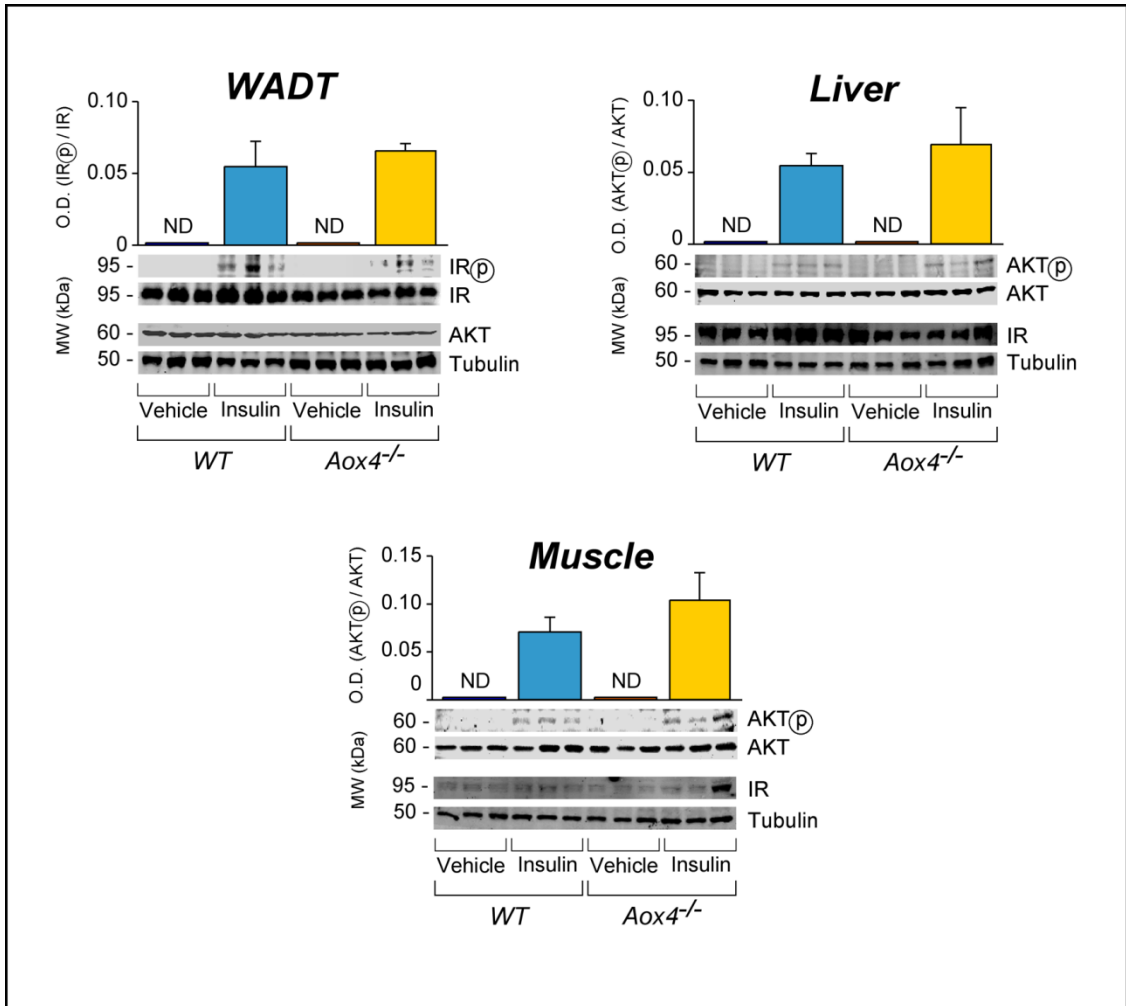 WADT
O.D. (IRⓟ / IR)
0.10
0.05
0
ND
ND
MW (kDa)
95 - IRⓟ
95 - IR
60 - AKT
50 - Tubulin
Vehicle Insulin Vehicle Insulin
WT Aox4-/-
Liver
O.D. (AKTⓟ / AKT)
0.10
0.05
0
ND
ND
MW (kDa)
60 - AKTⓟ
60 - AKT
95 - IR
50 - Tubulin
Vehicle Insulin Vehicle Insulin
WT Aox4-/-
Muscle
O.D. (AKTⓟ / AKT)
0.15
0.10
0.05
0
ND
ND
MW (kDa)
60 - AKTⓟ
60 - AKT
95 - IR
50 - Tubulin
Vehicle Insulin Vehicle Insulin
WT Aox4-/-